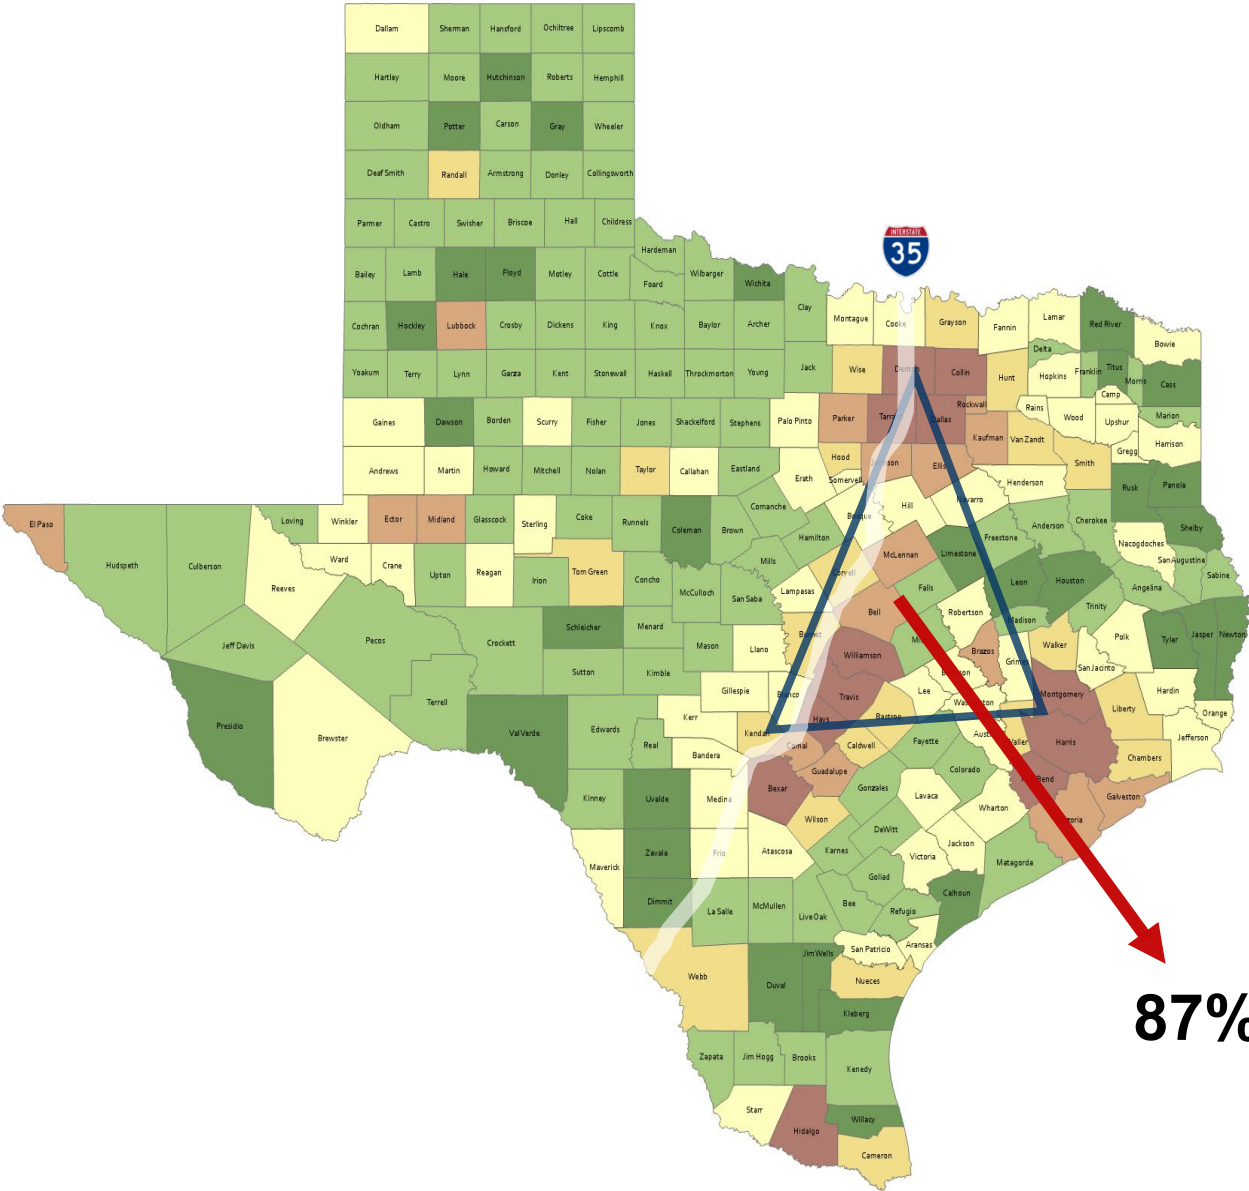 Dallam Sherman Hansford Ochiltree Lipscomb
Hartley Moore Hutchinson Roberts Hemphill
Oldham Potter Carson Gray Wheeler
Deaf Smith Randall Armstrong Donley Collingsworth
Parmer Castro Swisher Briscoe Hall Childress
INTERSTATE
35
Hardeman
Bailey Lamb Hale Floyd Motley Cottle Foard Wilbarger Wichita
Clay
Cochran Hockley Lubbock Crosby Dickens King Knox Baylor Archer Montague Cooke Grayson Fannin Lamar Red River Bowie
Delta
Yoakum Terry Lynn Garza Kent Stonewall Haskell Throckmorton Young Jack Wise Denton Collin Hunt Hopkins Franklin Titus Morris Cass
Camp
Gaines Dawson Borden Scurry Fisher Jones Shackelford Stephens Palo Pinto Parker Dallas Rockwall Kaufman Rains Wood Upshur Marion
Van Zandt Gregg Harrison
Andrews Martin Howard Mitchell Nolan Taylor Callahan Eastland Erath Hood Somervell Johnson Ellis Henderson Smith Rusk Panola
El Paso Loving Winkler Ector Midland Glasscock Sterling Coke Runnels Coleman Brown Comanche Bosque Hill Navarro Anderson Cherokee Shelby
Hamilton Freestone Nacogdoches
Hudspeth Culberson Reeves Ward Crane Upton Reagan Irion Tom Green Concho McCulloch Mills San Saba Lampasas Coryell McLennan Limestone Falls Leon Houston Angelina San Augustine Sabine
Trinity
Jeff Davis Pecos Crockett Schleicher Menard Mason Llano Burnet Bell Robertson Madison Walker Polk Tyler Jasper Newton
Sutton Kimble Williamson Brazos Grimes San Jacinto
Presidio Brewster Terrell Val Verde Edwards Real Kerr Gillespie Blanco Travis Lee Montgomery Liberty Hardin Orange
Kendall Hays Bastrop Jefferson
Bandera Caldwell Fayette Harris Chambers
Kinney Uvalde Medina Bexar Guadalupe Gonzales Colorado Galveston
Wilson Lavaca Wharton
Maverick Zavala Frio Atascosa Karnes DeWitt Victoria Jackson Matagorda
Goliad
Dimmit La Salle McMullen Live Oak Bee Refugio Calhoun
Webb Duval Jim Wells San Patricio Aransas
Nueces
Kleberg
87%
Zapata Jim Hogg Brooks Kenedy
Starr Hidalgo Willacy
Cameron